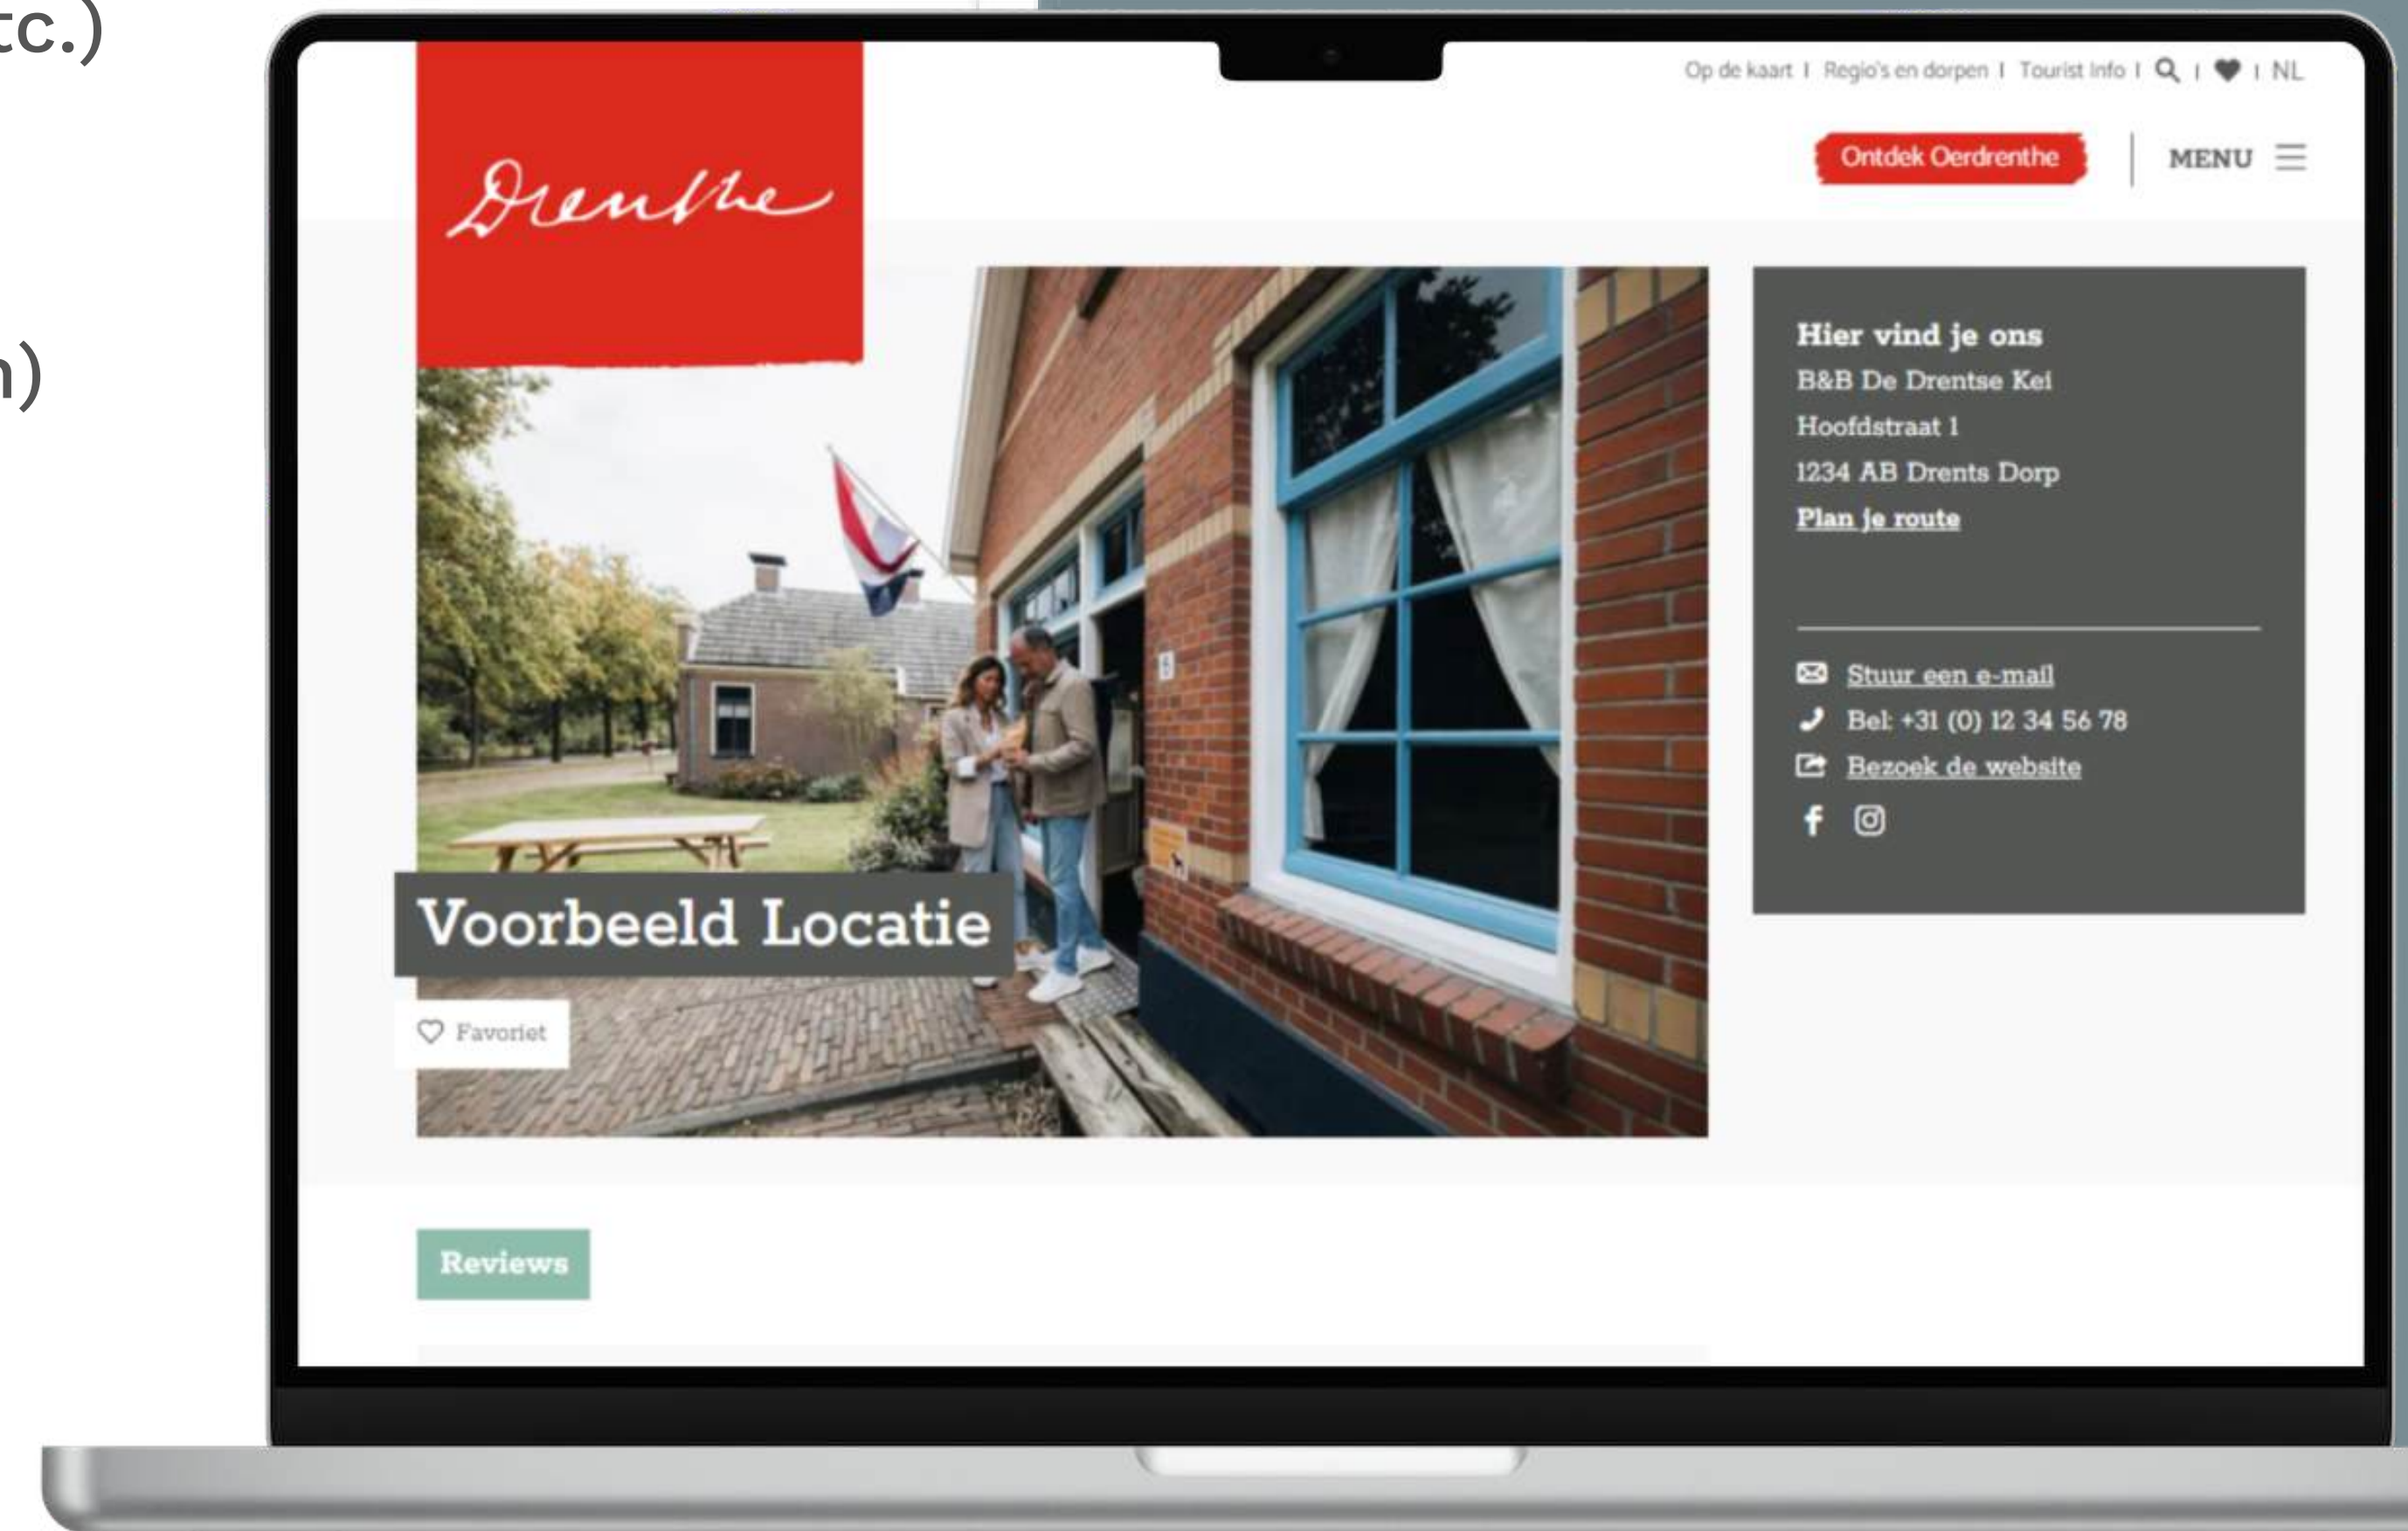 tc.)
n)
Op de kaart I Regio's en dorpen I Tourist Info I I I NL
Drenthe
Ontdek Oerdrenthe
MENU
Hier vind je ons
B&B De Drentse Kei
Hoofdstraat 1
1234 AB Drents Dorp
Plan je route
Stuur een e-mail
Bel: +31 (0) 12 34 56 78
Bezoek de website
Voorbeeld Locatie
Favoriet
Reviews